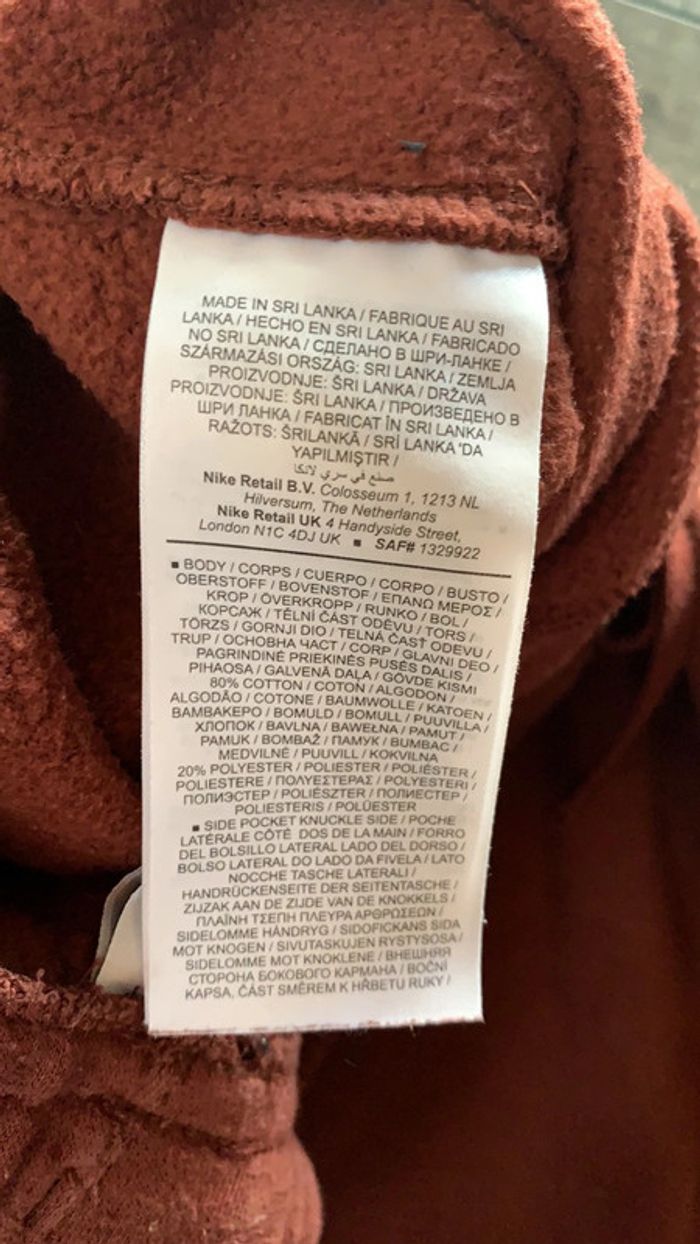 MADE IN SRI LANKA / FABRIQUE AU SRI
LANKA / HECHO EN SRI LANKA / FABRICADO
NO SRI LANKA / СДЕЛАНО В ШРИ-ЛАНКЕ /
SZÁRMAZÁSI ORSZÁG: SRI LANKA / ZEMLJA
PROIZVODNJE: ŠRI LANKA / DRŽAVA
PROIZVODNJE: ŠRI LANKA / ПРОИЗВЕДЕНО В
ШРИ ЛАНКА / FABRICAT ÎN SRI LANKA /
RAŽOTS: ŠRILANKĀ / SRİ LANKA 'DA
YAPILMIŞTIR /
صنع في سري لانكا
Nike Retail B.V. Colosseum 1, 1213 NL
Hilversum, The Netherlands
Nike Retail UK 4 Handyside Street,
London N1C 4DJ UK ▪ SAF# 1329922
▪ BODY / CORPS / CUERPO / CORPO / BUSTO /
OBERSTOFF / BOVENSTOF / ΕΠΑΝΩ ΜΕΡΟΣ /
KROP / ÖVERKROPP / RUNKO / BOL /
КОРСАЖ / TĚLNÍ ČÁST ODĚVU / TORS /
TÖRZS / GORNJI DIO / TELNÁ ČASŤ ODEVU /
TRUP / ОСНОВНА ЧАСТ / CORP / GLAVNI DEO /
PAGRINDINĖ PRIEKINĖS PUSĖS DALIS /
PIHAOSA / GALVENĀ DAĻA / GÖVDE KISMI
80% COTTON / COTON / ALGODON /
ALGODÃO / COTONE / BAUMWOLLE / KATOEN /
ΒΑΜΒΑΚΕΡΟ / BOMULD / BOMULL / PUUVILLA /
ХЛОПОК / BAVLNA / BAWEŁNA / PAMUT /
PAMUK / BOMBAŽ / ПАМУК / BUMBAC /
MEDVILNĖ / PUUVILL / KOKVILNA
20% POLYESTER / POLIESTER / POLIÉSTER /
POLIESTERE / ΠΟΛΥΕΣΤΕΡΑΣ / POLYESTERI /
ПОЛИЭСТЕР / POLIÉSZTER / ПОЛИЕСТЕР /
POLIESTERIS / POLÜESTER
▪ SIDE POCKET KNUCKLE SIDE / POCHE
LATÉRALE CÔTÉ DOS DE LA MAIN / FORRO
DEL BOLSILLO LATERAL LADO DEL DORSO /
BOLSO LATERAL DO LADO DA FIVELA / LATO
NOCCHE TASCHE LATERALI /
HANDRÜCKENSEITE DER SEITENTASCHE /
ZIJZAK AAN DE ZIJDE VAN DE KNOKKELS /
ΠΛΑΪΝΗ ΤΣΕΠΗ ΠΛΕΥΡΑ ΑΡΘΡΩΣΕΩΝ /
SIDELOMME HÅNDRYG / SIDOFICKANS SIDA
MOT KNOGEN / SIVUTASKUJEN RYSTYSOSA /
SIDELOMME MOT KNOKLENE / ВНЕШНЯЯ
СТОРОНА БОКОВОГО КАРМАНА / BOČNÍ
KAPSA, ČÁST SMĚREM K HŘBETU RUKY /